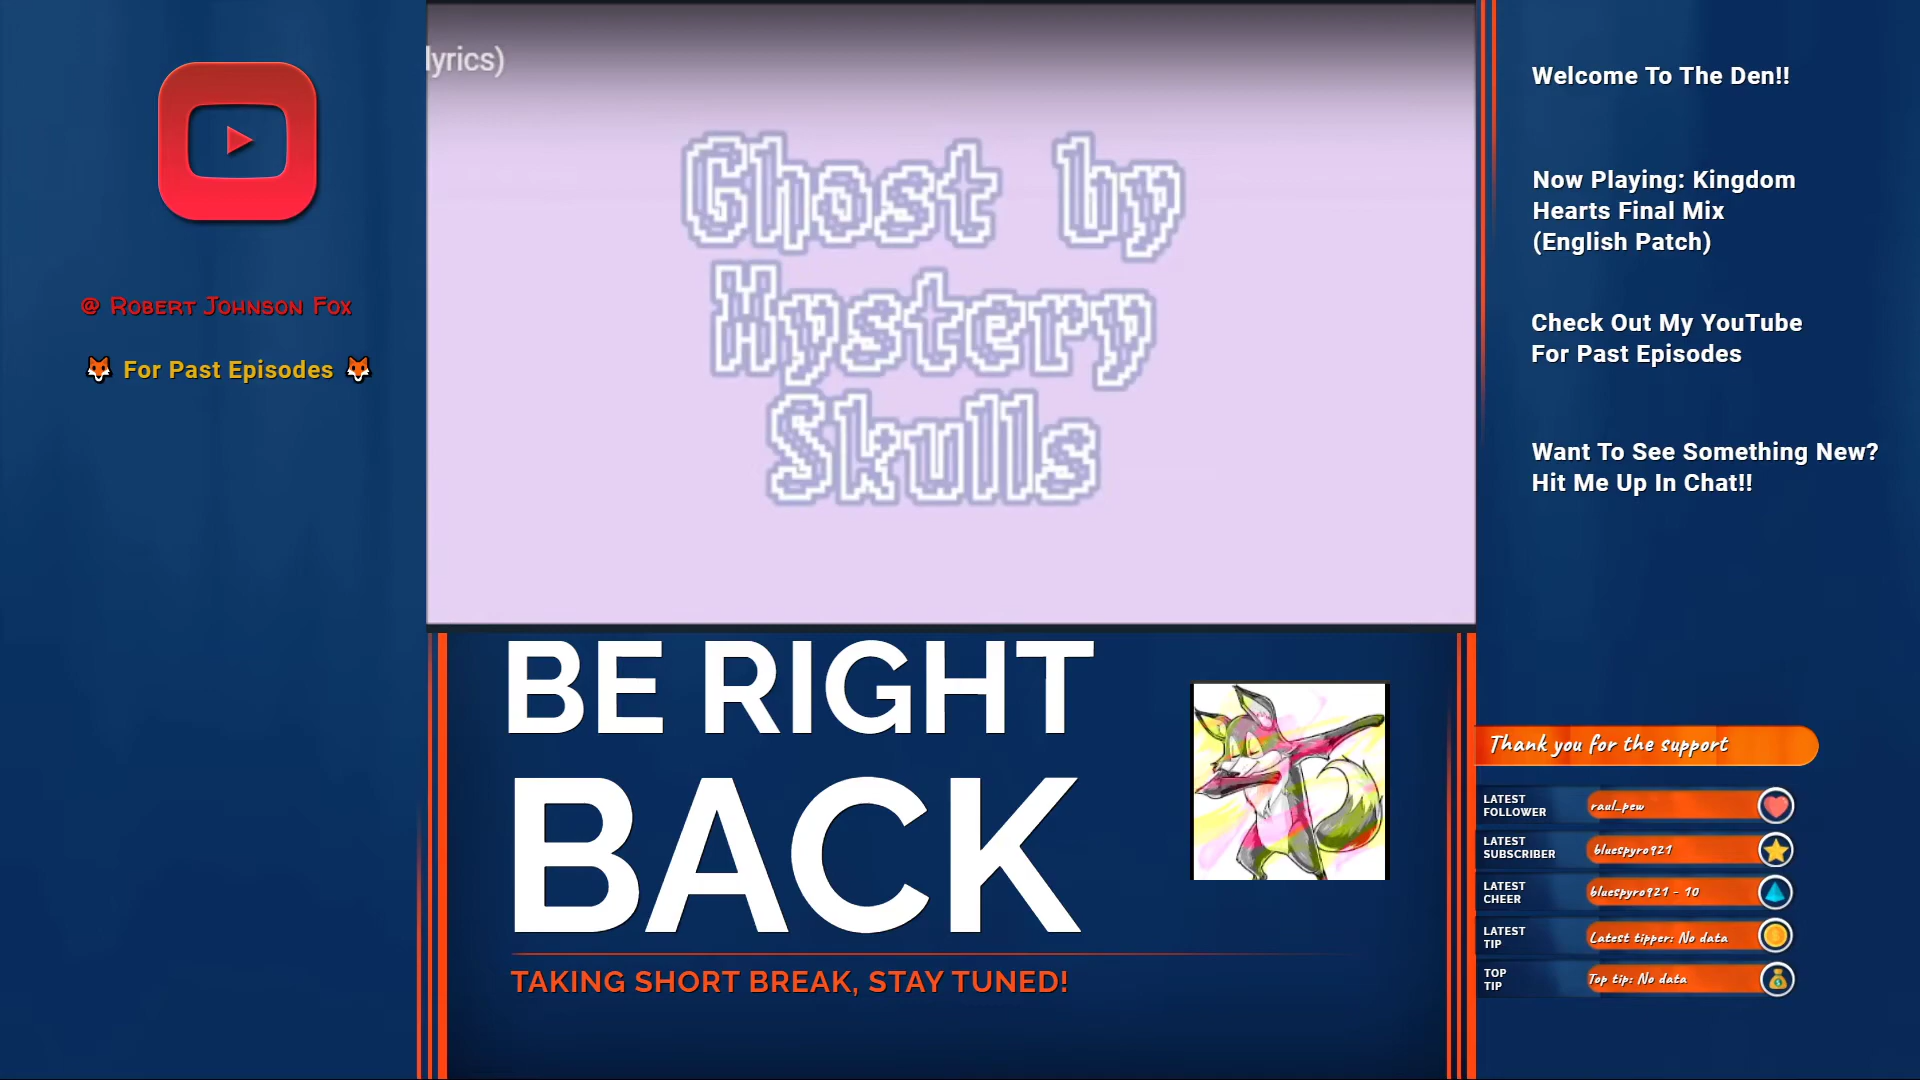 lyrics)
Ghost by
Mystery
Skulls
@ Robert Johnson Fox
🦊 For Past Episodes 🦊
Welcome To The Den!!
Now Playing: Kingdom
Hearts Final Mix
(English Patch)
Check Out My YouTube
For Past Episodes
Want To See Something New?
Hit Me Up In Chat!!
BE RIGHT
BACK
TAKING SHORT BREAK, STAY TUNED!
Thank you for the support
LATEST
FOLLOWER
raul_pew
LATEST
SUBSCRIBER
bluespyro921
LATEST
CHEER
bluespyro921 - 10
LATEST
TIP
Latest tipper: No data
TOP
TIP
Top tip: No data